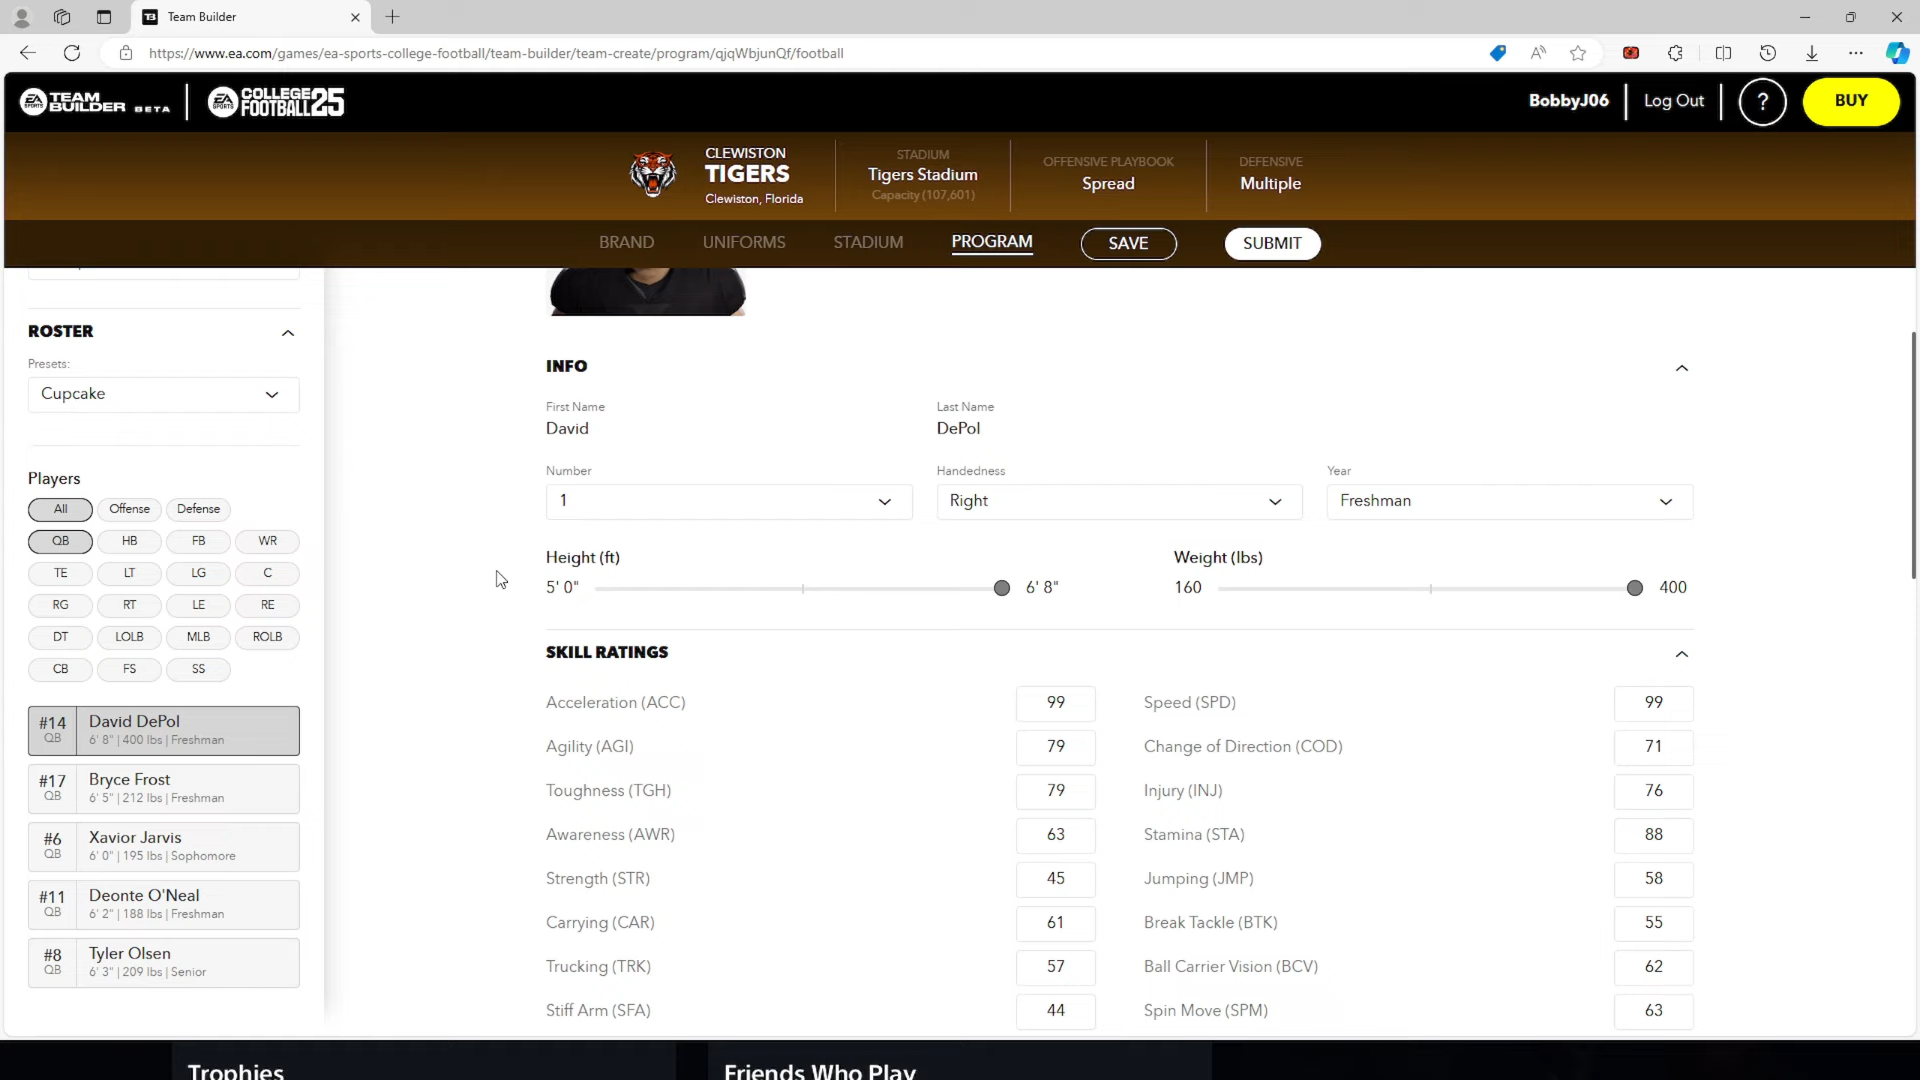 Team Builder
https://www.ea.com/games/ea-sports-college-football/team-builder/team-create/program/qjqWbjunQf/football
EA SPORTS TEAM BUILDER BETA
EA SPORTS COLLEGE FOOTBALL 25
BobbyJ06
Log Out
?
BUY
CLEWISTON
TIGERS
Clewiston, Florida
STADIUM
Tigers Stadium
Capacity (107,601)
OFFENSIVE PLAYBOOK
Spread
DEFENSIVE
Multiple
BRAND
UNIFORMS
STADIUM
PROGRAM
SAVE
SUBMIT
ROSTER
Presets:
Cupcake
Players
All Offense Defense
QB HB FB WR
TE LT LG C
RG RT LE RE
DT LOLB MLB ROLB
CB FS SS
#14 David DePol
QB 6' 8" | 400 lbs | Freshman
#17 Bryce Frost
QB 6' 5" | 212 lbs | Freshman
#6 Xavior Jarvis
QB 6' 0" | 195 lbs | Sophomore
#11 Deonte O'Neal
QB 6' 2" | 188 lbs | Freshman
#8 Tyler Olsen
QB 6' 3" | 209 lbs | Senior
INFO
First Name
David
Last Name
DePol
Number
1
Handedness
Right
Year
Freshman
Height (ft)
5' 0" 6' 8"
Weight (lbs)
160 400
SKILL RATINGS
Acceleration (ACC) 99 Speed (SPD) 99
Agility (AGI) 79 Change of Direction (COD) 71
Toughness (TGH) 79 Injury (INJ) 76
Awareness (AWR) 63 Stamina (STA) 88
Strength (STR) 45 Jumping (JMP) 58
Carrying (CAR) 61 Break Tackle (BTK) 55
Trucking (TRK) 57 Ball Carrier Vision (BCV) 62
Stiff Arm (SFA) 44 Spin Move (SPM) 63
Trophies
Friends Who Play